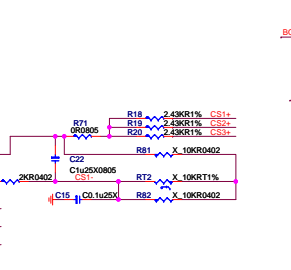 R18 2.43KR1% CS1+
R71 R19 2.43KR1% CS2+
0R0805 R20 2.43KR1% CS3+
R81 X_10KR0402
C22
C1u25X0805
2KR0402 CS1- RT2 X_10KRT1%
C15 C0.1u25X R82 X_10KR0402